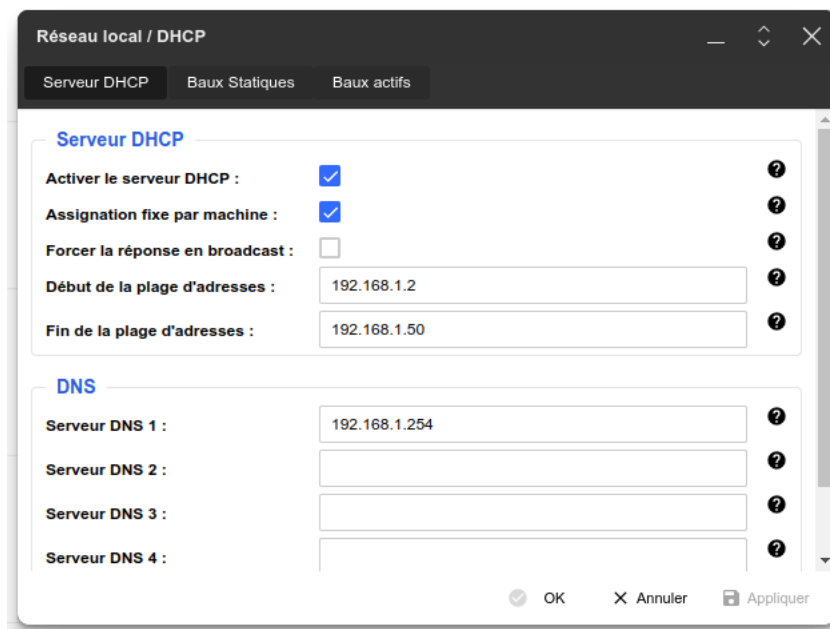 Réseau local / DHCP
Serveur DHCP Baux Statiques Baux actifs
Serveur DHCP
Activer le serveur DHCP :
Assignation fixe par machine :
Forcer la réponse en broadcast :
Début de la plage d'adresses : 192.168.1.2
Fin de la plage d'adresses : 192.168.1.50
DNS
Serveur DNS 1 : 192.168.1.254
Serveur DNS 2 :
Serveur DNS 3 :
Serveur DNS 4 :
OK Annuler Appliquer